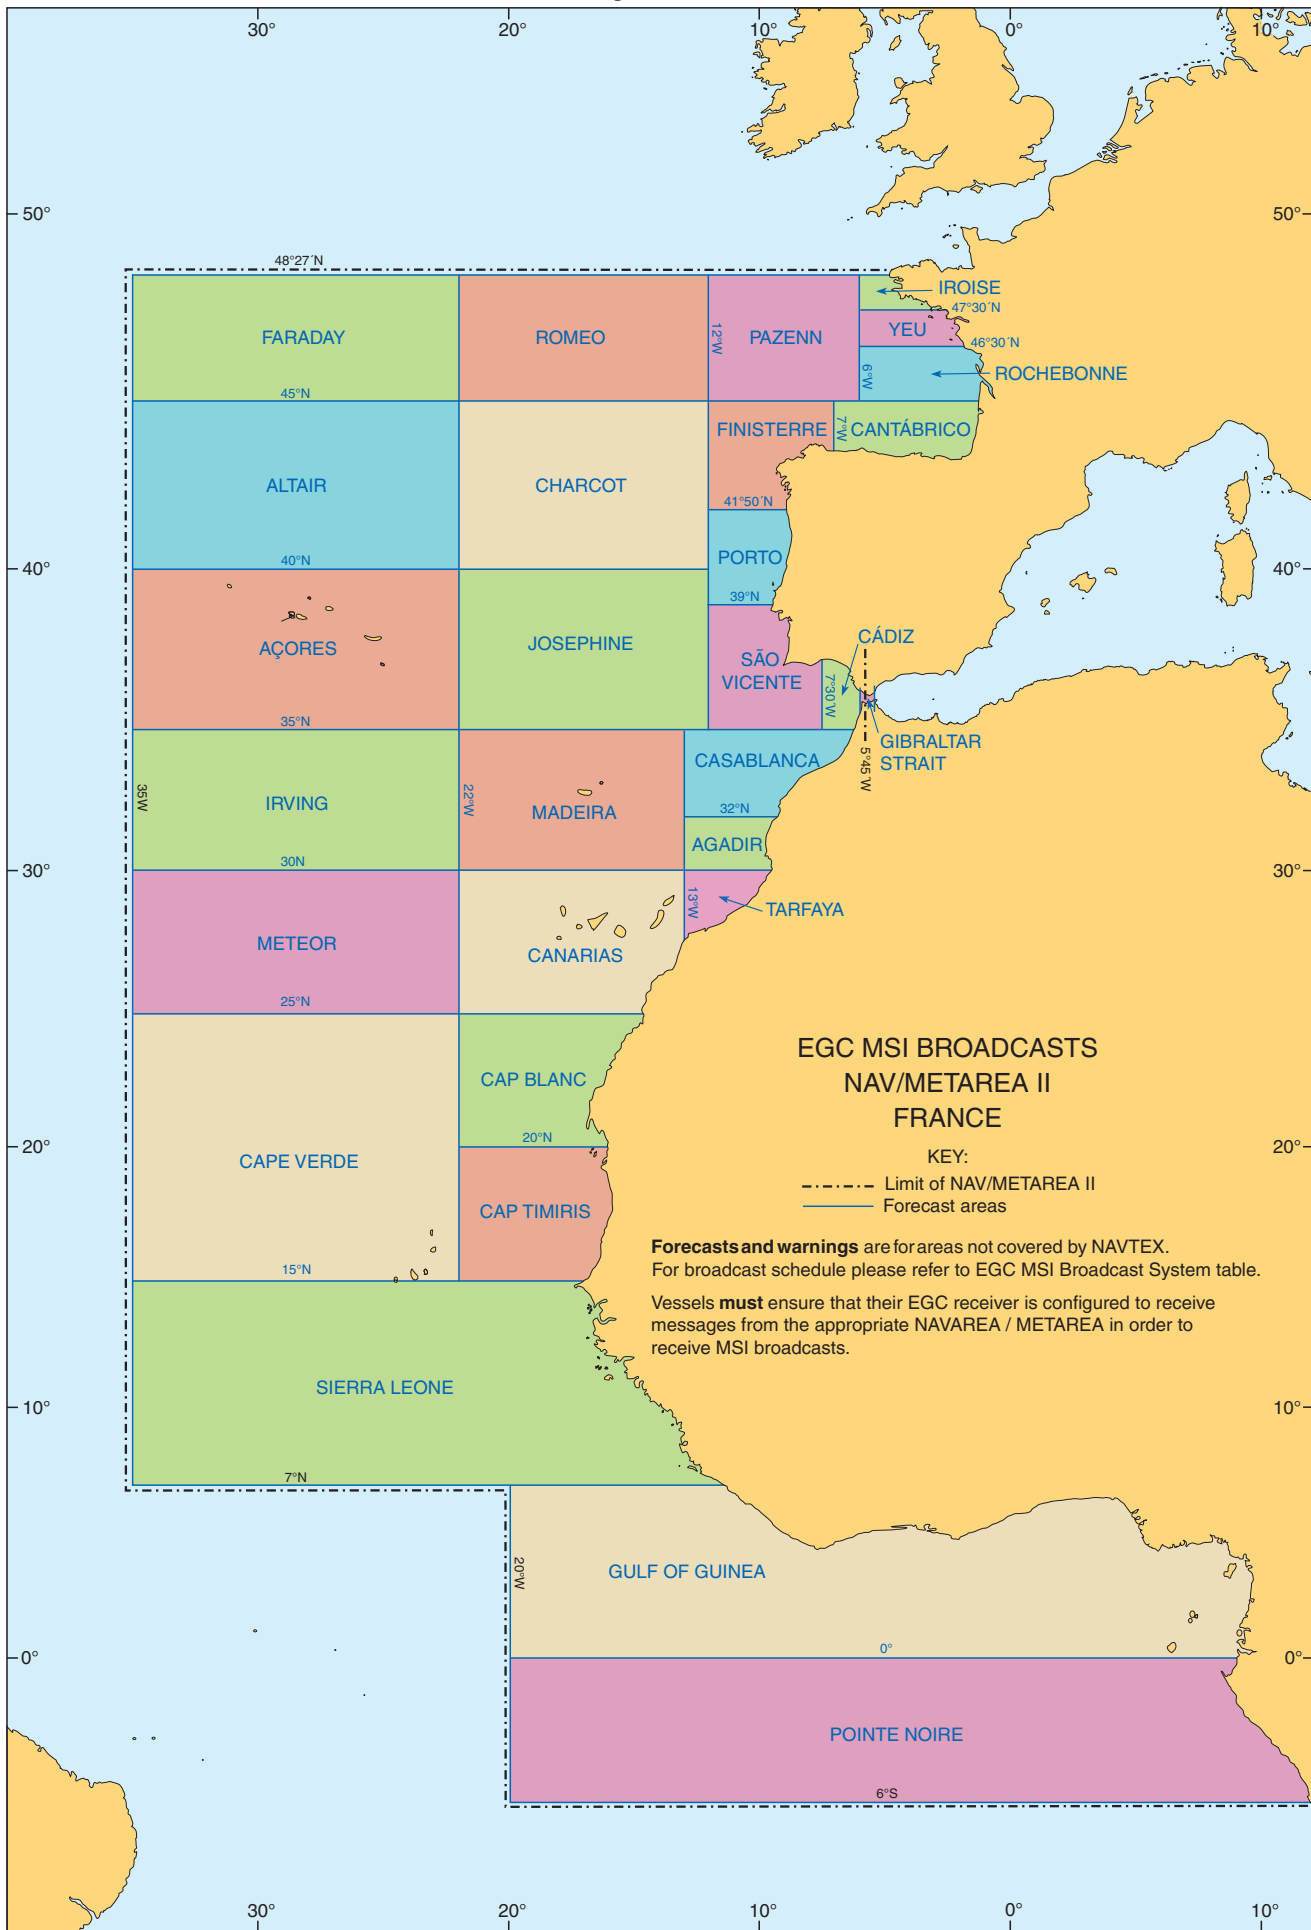 30°
20°
10°
0°
10°
50°
50°
48°27´N
IROISE
47°30´N
FARADAY
ROMEO
12°W
PAZENN
YEU
46°30´N
6°W
ROCHEBONNE
45°N
FINISTERRE
7°W
CANTÁBRICO
ALTAIR
CHARCOT
41°50´N
PORTO
40°N
40°
40°
39°N
CÁDIZ
AÇORES
JOSEPHINE
SÃO
VICENTE
7°30'W
35°N
GIBRALTAR
STRAIT
5°45´W
CASABLANCA
35W
IRVING
22°W
MADEIRA
32°N
AGADIR
30N
30°
30°
13°W
TARFAYA
METEOR
CANARIAS
25°N
EGC MSI BROADCASTS
NAV/METAREA II
FRANCE
CAP BLANC
20°N
20°
20°
KEY:
CAPE VERDE
Limit of NAV/METAREA II
CAP TIMIRIS
Forecast areas
Forecasts and warnings are for areas not covered by NAVTEX.
For broadcast schedule please refer to EGC MSI Broadcast System table.
15°N
Vessels must ensure that their EGC receiver is configured to receive
messages from the appropriate NAVAREA / METAREA in order to
receive MSI broadcasts.
SIERRA LEONE
10°
10°
7°N
20°W
GULF OF GUINEA
0°
0°
0°
POINTE NOIRE
6°S
30°
20°
10°
0°
10°